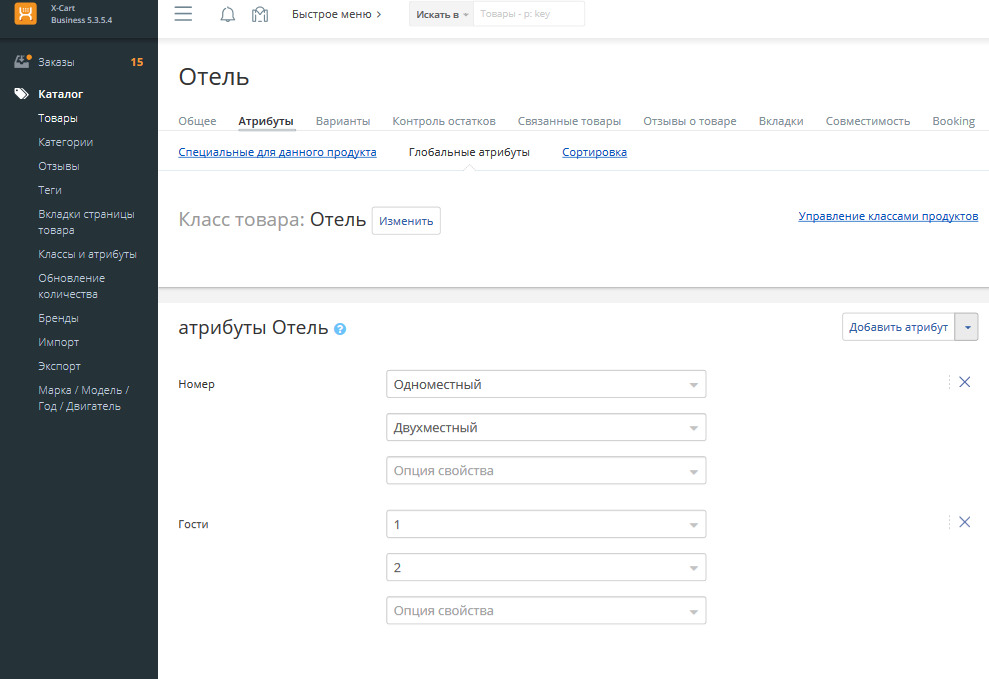 X-Cart
Business 5.3.5.4
Быстрое меню
Искать в
Товары - p: key
Заказы
15
Каталог
Товары
Категории
Отзывы
Теги
Вкладки страницы
товара
Классы и атрибуты
Обновление
количества
Бренды
Импорт
Экспорт
Марка / Модель /
Год / Двигатель
Отель
Общее Атрибуты Варианты Контроль остатков Связанные товары Отзывы о товаре Вкладки Совместимость Booking
Специальные для данного продукта Глобальные атрибуты Сортировка
Класс товара: Отель Изменить Управление классами продуктов
атрибуты Отель ? Добавить атрибут
Номер Одноместный
Двухместный
Опция свойства
Гости 1
2
Опция свойства